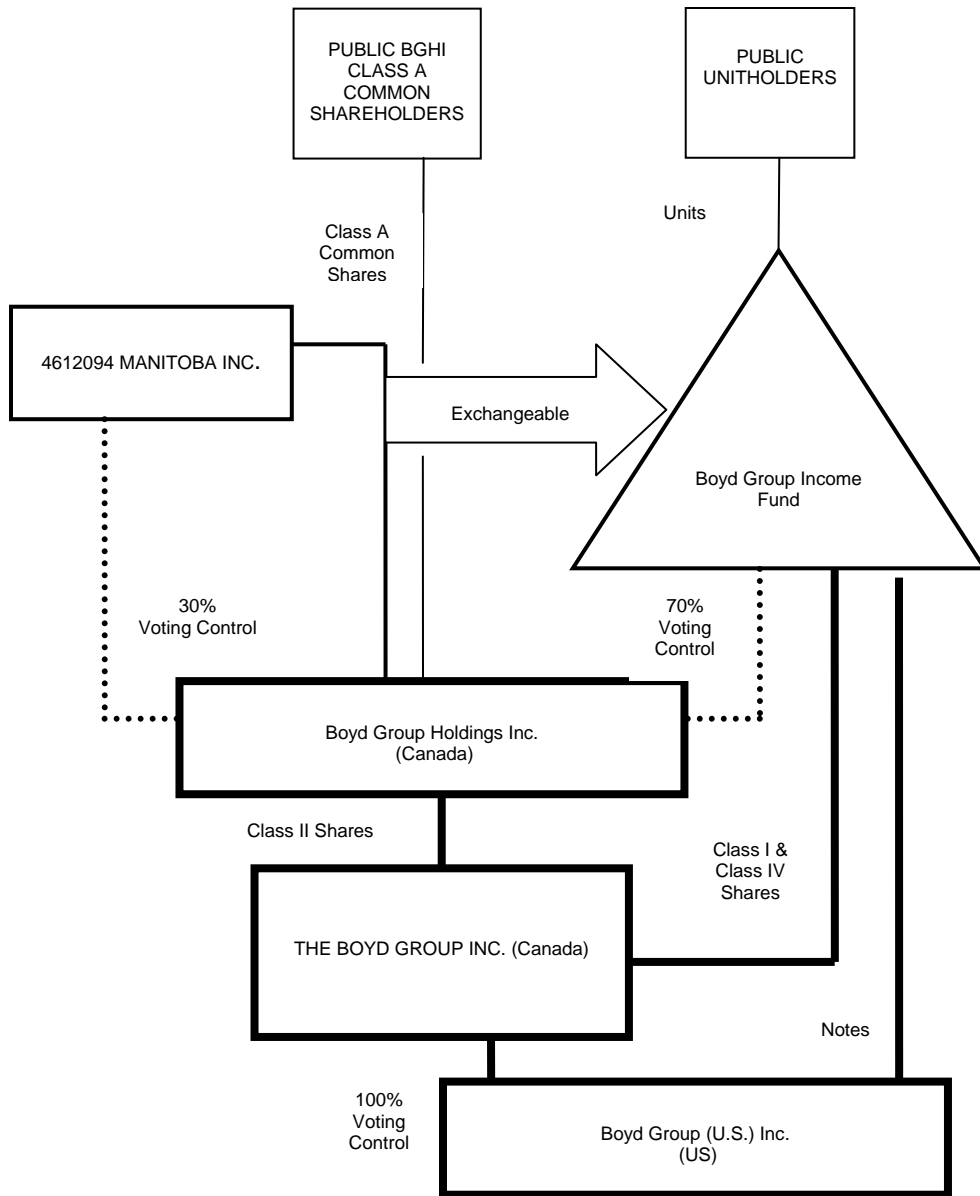 PUBLIC BGHI
CLASS A
COMMON
SHAREHOLDERS
PUBLIC
UNITHOLDERS
Units
Class A
Common
Shares
4612094 MANITOBA INC.
Exchangeable
Boyd Group Income
Fund
30%
Voting Control
70%
Voting
Control
Boyd Group Holdings Inc.
(Canada)
Class II Shares
Class I &
Class IV
Shares
THE BOYD GROUP INC. (Canada)
Notes
100%
Voting
Control
Boyd Group (U.S.) Inc.
(US)